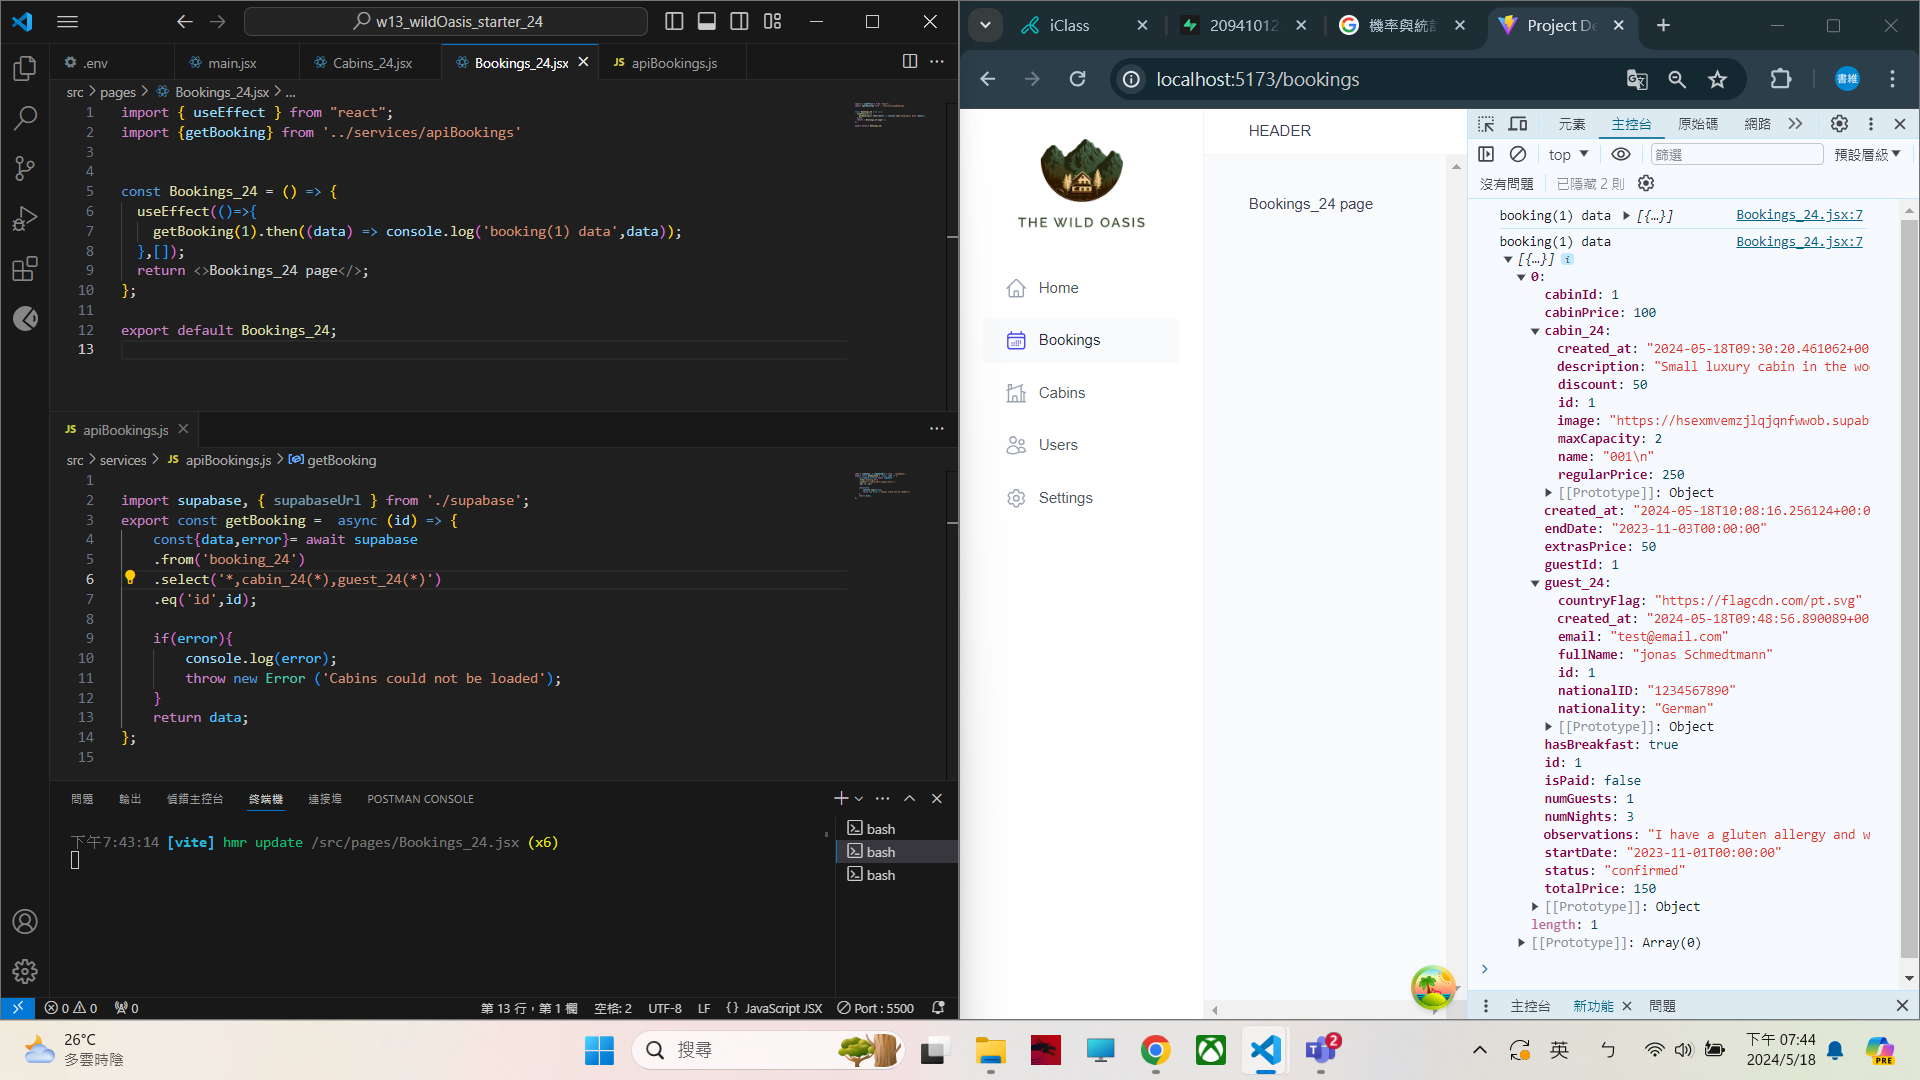 w13_wildOasis_starter_24
.env
main.jsx
Cabins_24.jsx
Bookings_24.jsx
JS apiBookings.js
src > pages > Bookings_24.jsx > ...
1 import { useEffect } from "react";
2 import {getBooking} from '../services/apiBookings'
3
4
5 const Bookings_24 = () => {
6 useEffect(()=>{
7 getBooking(1).then((data) => console.log('booking(1) data',data));
8 },[]);
9 return <>Bookings_24 page</>;
10 };
11
12 export default Bookings_24;
13
JS apiBookings.js
src > services > JS apiBookings.js > getBooking
1
2 import supabase, { supabaseUrl } from './supabase';
3 export const getBooking =  async (id) => {
4 const{data,error}= await supabase
5 .from('booking_24')
6 .select('*,cabin_24(*),guest_24(*)')
7 .eq('id',id);
8
9 if(error){
10 console.log(error);
11 throw new Error ('Cabins could not be loaded');
12 }
13 return data;
14 };
15
問題 輸出 偵錯主控台 終端機 連接埠 POSTMAN CONSOLE
下午7:43:14 [vite] hmr update /src/pages/Bookings_24.jsx (x6)
bash
bash
bash
0 0 0
第 13 行，第 1 欄 空格: 2 UTF-8 LF {} JavaScript JSX Port : 5500
iClass
20941012
機率與統計
Project De
localhost:5173/bookings
書維
THE WILD OASIS
Home
Bookings
Cabins
Users
Settings
HEADER
Bookings_24 page
元素 主控台 原始碼 網路
top 篩選 預設層級
沒有問題 已隱藏 2 則
booking(1) data [{…}] Bookings_24.jsx:7
booking(1) data Bookings_24.jsx:7
[{…}] i
0:
cabinId: 1
cabinPrice: 100
cabin_24:
created_at: "2024-05-18T09:30:20.461062+00
description: "Small luxury cabin in the wo
discount: 50
id: 1
image: "https://hsexmvemzjlqjqnfwwob.supab
maxCapacity: 2
name: "001\n"
regularPrice: 250
[[Prototype]]: Object
created_at: "2024-05-18T10:08:16.256124+00:0
endDate: "2023-11-03T00:00:00"
extrasPrice: 50
guestId: 1
guest_24:
countryFlag: "https://flagcdn.com/pt.svg"
created_at: "2024-05-18T09:48:56.890089+00
email: "test@email.com"
fullName: "jonas Schmedtmann"
id: 1
nationalID: "1234567890"
nationality: "German"
[[Prototype]]: Object
hasBreakfast: true
id: 1
isPaid: false
numGuests: 1
numNights: 3
observations: "I have a gluten allergy and w
startDate: "2023-11-01T00:00:00"
status: "confirmed"
totalPrice: 150
[[Prototype]]: Object
length: 1
[[Prototype]]: Array(0)
主控台 新功能 問題
26°C
多雲時陰
搜尋
2
英 ㄅ
下午 07:44
2024/5/18
PRE